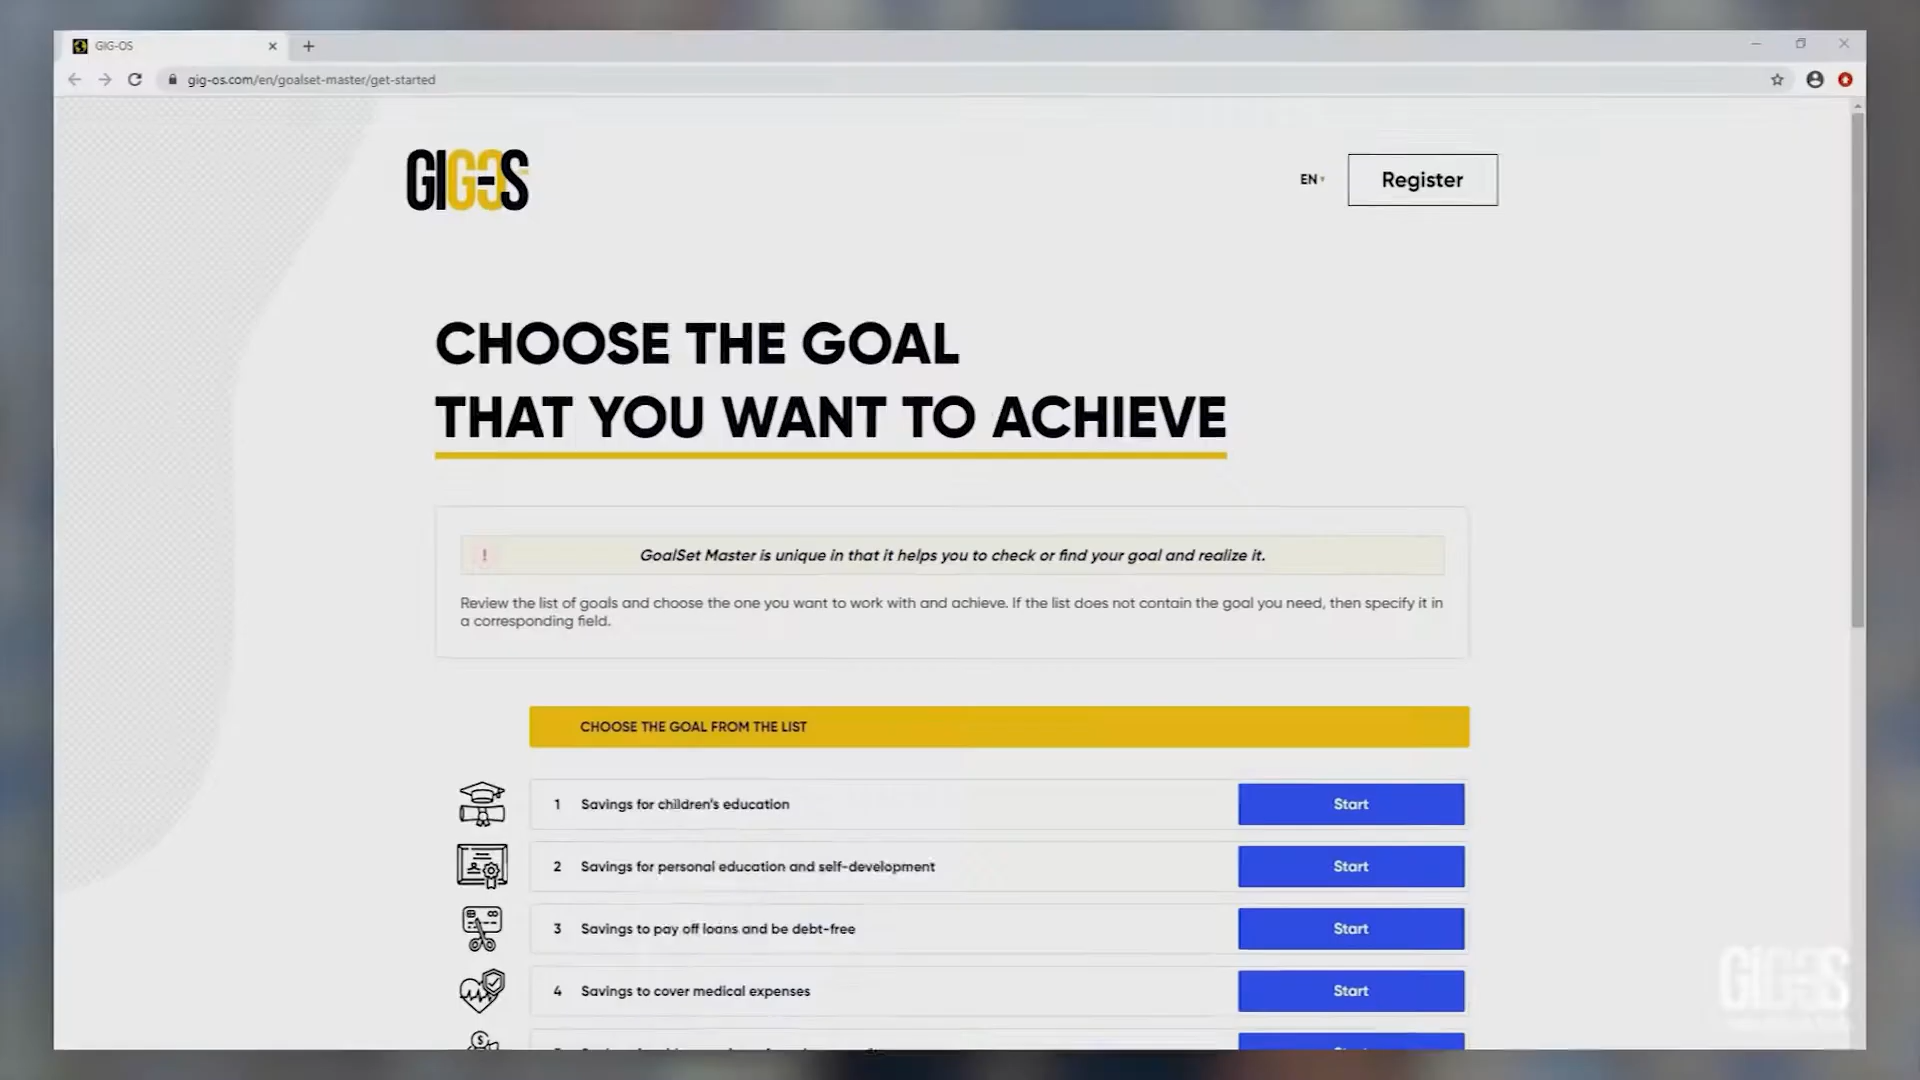 GIG-OS
gig-os.com/en/goalset-master/get-started
GIG-OS
EN
Register
CHOOSE THE GOAL
THAT YOU WANT TO ACHIEVE
! GoalSet Master is unique in that it helps you to check or find your goal and realize it.
Review the list of goals and choose the one you want to work with and achieve. If the list does not contain the goal you need, then specify it in
a corresponding field.
CHOOSE THE GOAL FROM THE LIST
1 Savings for children's education Start
2 Savings for personal education and self-development Start
3 Savings to pay off loans and be debt-free Start
4 Savings to cover medical expenses Start
GIG-OS